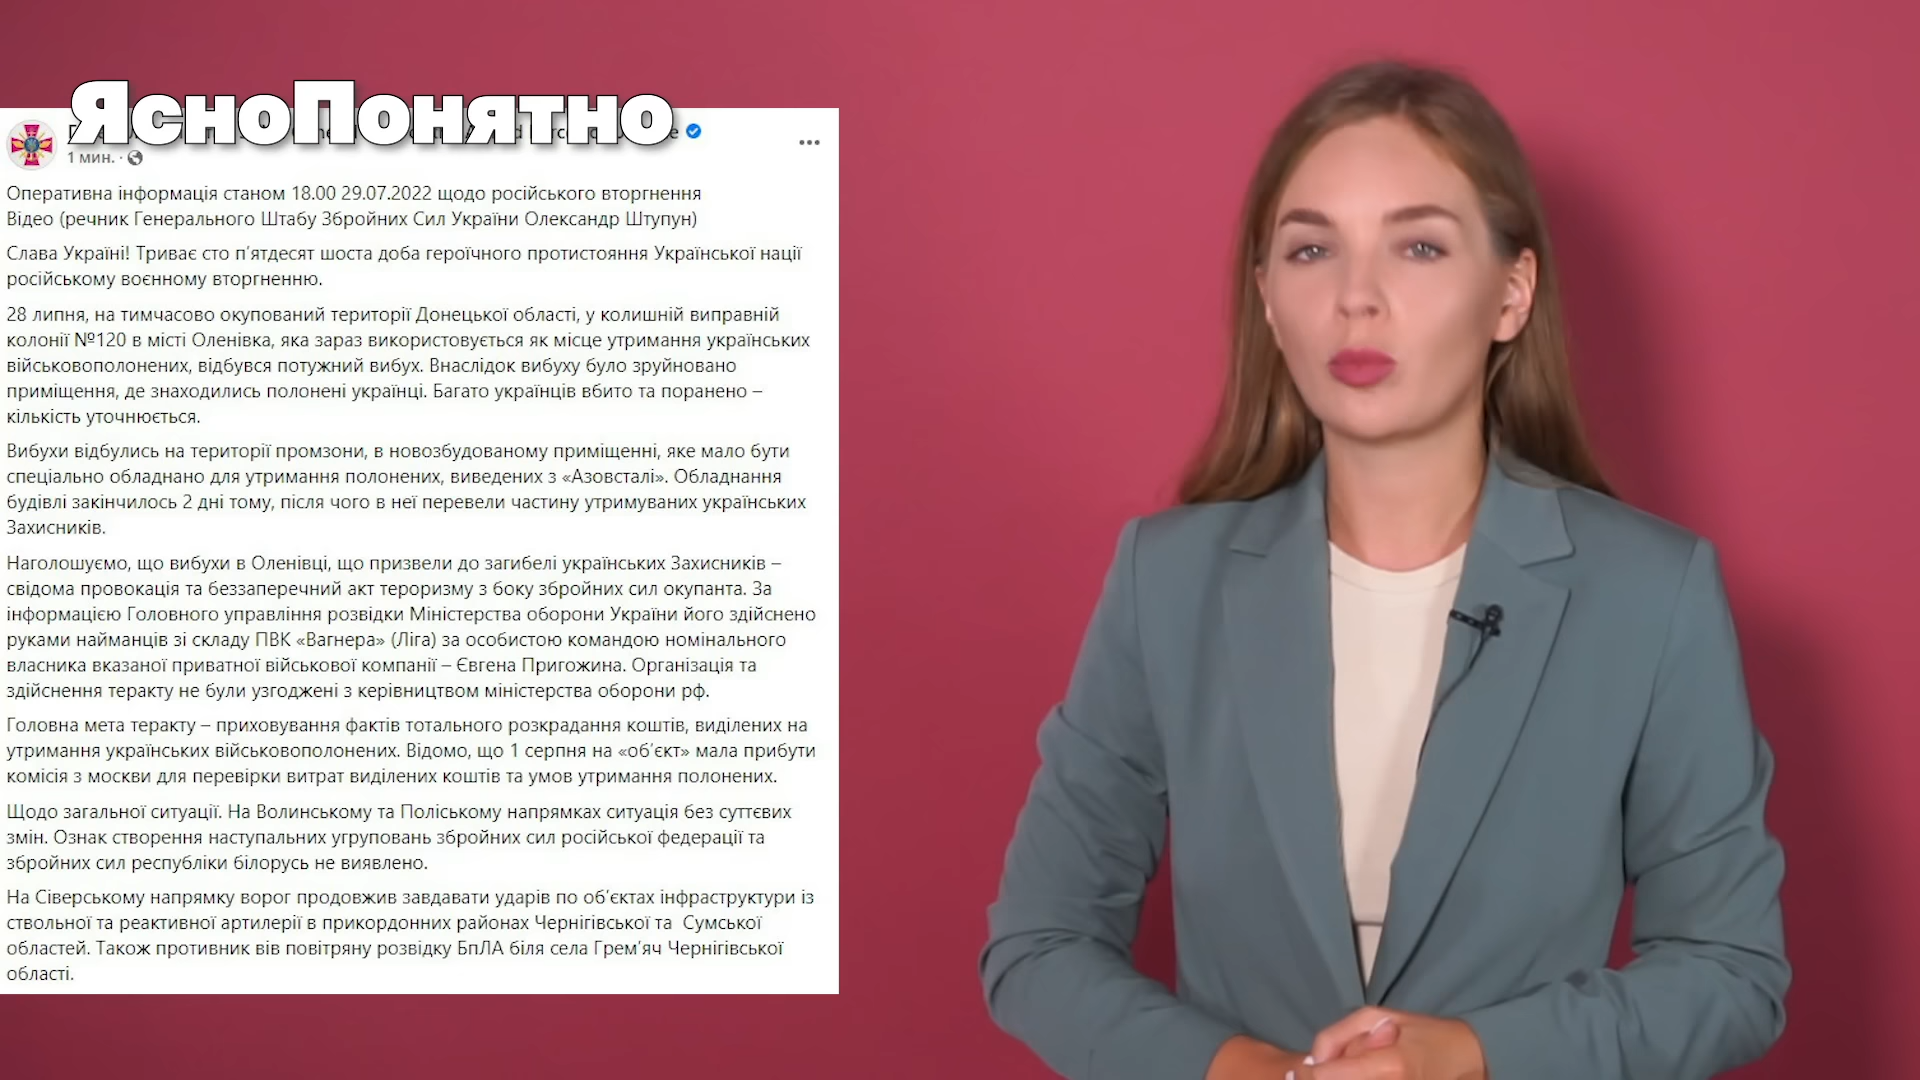 ЯсноПонятно
1 мин.
Оперативна інформація станом 18.00 29.07.2022 щодо російського вторгнення
Відео (речник Генерального Штабу Збройних Сил України Олександр Штупун)
Слава Україні! Триває сто п’ятдесят шоста доба героїчного протистояння Української нації
російському воєнному вторгненню.
28 липня, на тимчасово окупованій території Донецької області, у колишній виправній
колонії №120 в місті Оленівка, яка зараз використовується як місце утримання українських
військовополонених, відбувся потужний вибух. Внаслідок вибуху було зруйновано
приміщення, де знаходились полонені українці. Багато українців вбито та поранено –
кількість уточнюється.
Вибухи відбулись на території промзони, в новозбудованому приміщенні, яке мало бути
спеціально обладнано для утримання полонених, виведених з «Азовсталі». Обладнання
будівлі закінчилось 2 дні тому, після чого в неї перевели частину утримуваних українських
Захисників.
Наголошуємо, що вибухи в Оленівці, що призвели до загибелі українських Захисників –
свідома провокація та беззаперечний акт тероризму з боку збройних сил окупанта. За
інформацією Головного управління розвідки Міністерства оборони України його здійснено
руками найманців зі складу ПВК «Вагнера» (Ліга) за особистою командою номінального
власника вказаної приватної військової компанії – Євгена Пригожина. Організація та
здійснення теракту не були узгоджені з керівництвом міністерства оборони рф.
Головна мета теракту – приховування фактів тотального розкрадання коштів, виділених на
утримання українських військовополонених. Відомо, що 1 серпня на «об’єкт» мала прибути
комісія з москви для перевірки витрат виділених коштів та умов утримання полонених.
Щодо загальної ситуації. На Волинському та Поліському напрямках ситуація без суттєвих
змін. Ознак створення наступальних угруповань збройних сил російської федерації та
збройних сил республіки білорусь не виявлено.
На Сіверському напрямку ворог продовжив завдавати ударів по об’єктах інфраструктури із
ствольної та реактивної артилерії в прикордонних районах Чернігівської та Сумської
областей. Також противник вів повітряну розвідку БпЛА біля села Грем’яч Чернігівської
області.